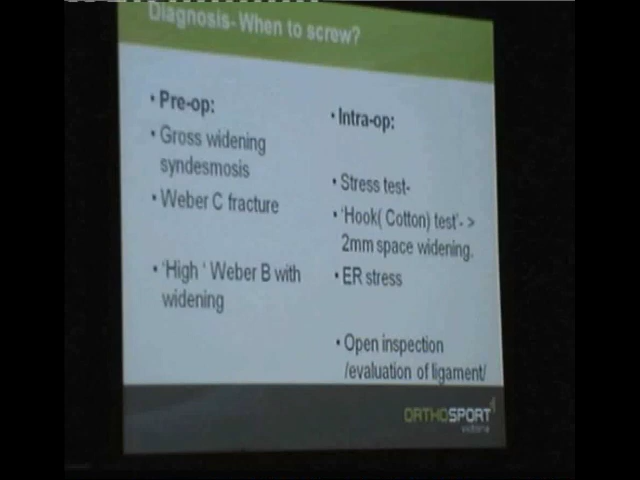 Diagnosis- When to screw?
• Pre-op:
• Gross widening
syndesmosis
• Weber C fracture
• 'High ' Weber B with
widening
• Intra-op:
• Stress test-
• 'Hook( Cotton) test'- >
2mm space widening.
• ER stress
• Open inspection
/evaluation of ligament/
ORTHOSPORT
victoria